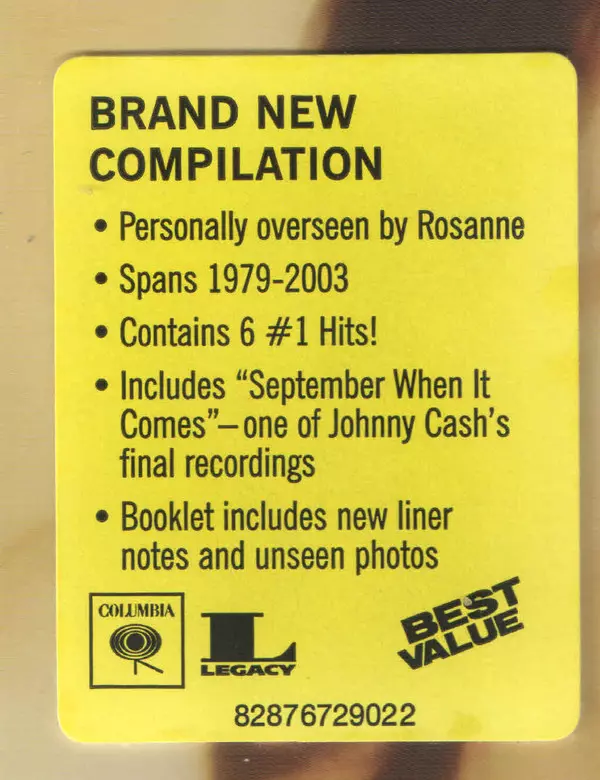 BRAND NEW
COMPILATION
• Personally overseen by Rosanne
• Spans 1979-2003
• Contains 6 #1 Hits!
• Includes “September When It
Comes”–one of Johnny Cash’s
final recordings
• Booklet includes new liner
notes and unseen photos
COLUMBIA
L
LEGACY
BEST
VALUE
82876729022